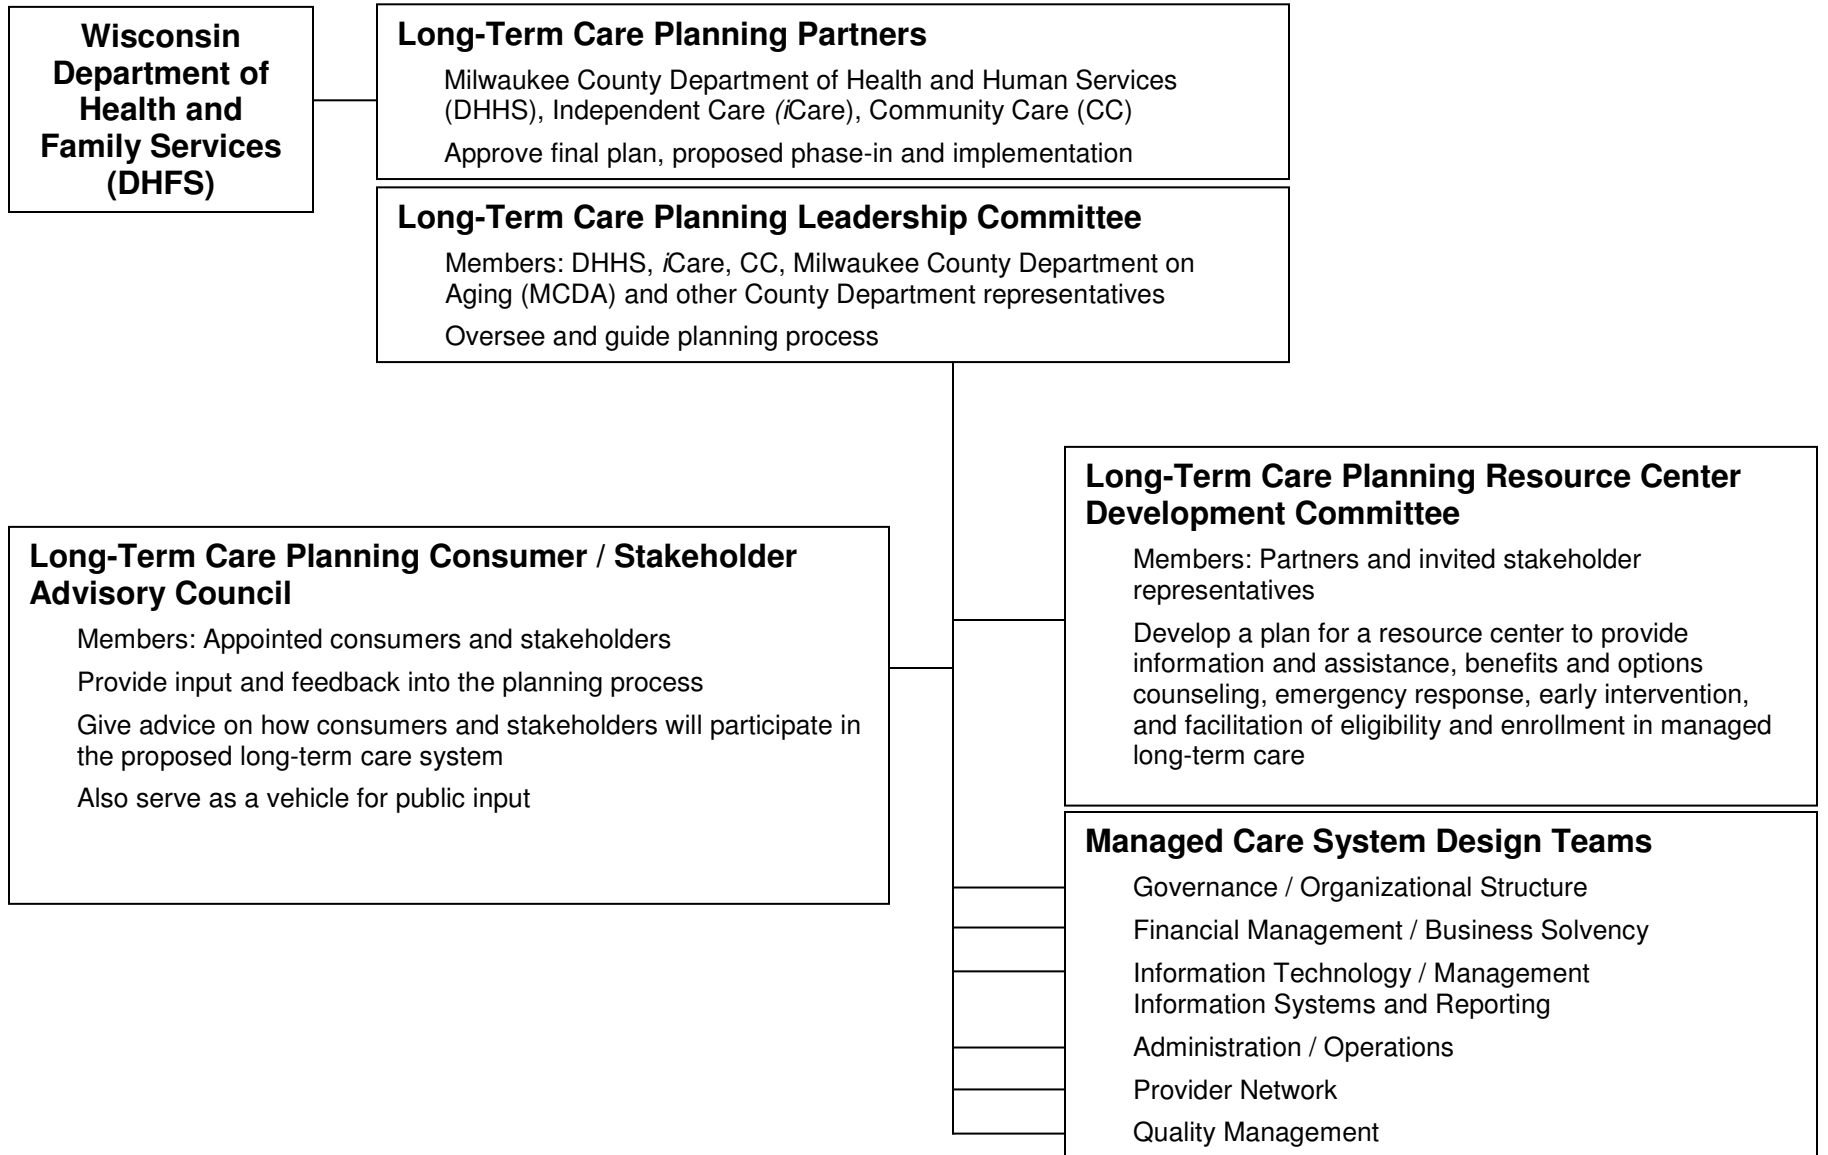 Wisconsin
Department of
Health and
Family Services
(DHFS)
Long-Term Care Planning Partners
Milwaukee County Department of Health and Human Services
(DHHS), Independent Care (iCare), Community Care (CC)
Approve final plan, proposed phase-in and implementation
Long-Term Care Planning Leadership Committee
Members: DHHS, iCare, CC, Milwaukee County Department on
Aging (MCDA) and other County Department representatives
Oversee and guide planning process
Long-Term Care Planning Consumer / Stakeholder
Advisory Council
Members: Appointed consumers and stakeholders
Provide input and feedback into the planning process
Give advice on how consumers and stakeholders will participate in
the proposed long-term care system
Also serve as a vehicle for public input
Long-Term Care Planning Resource Center
Development Committee
Members: Partners and invited stakeholder
representatives
Develop a plan for a resource center to provide
information and assistance, benefits and options
counseling, emergency response, early intervention,
and facilitation of eligibility and enrollment in managed
long-term care
Managed Care System Design Teams
Governance / Organizational Structure
Financial Management / Business Solvency
Information Technology / Management
Information Systems and Reporting
Administration / Operations
Provider Network
Quality Management